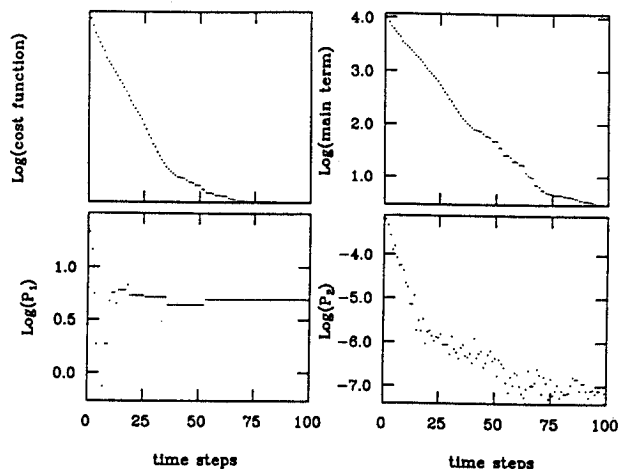 Log(cost function)
Log(main term)
4.0
3.0
2.0
1.0
Log(P₁)
1.0
0.5
0.0
0 25 50 75 100
time steps
Log(P₂)
-4.0
-5.0
-6.0
-7.0
0 25 50 75 100
time steps